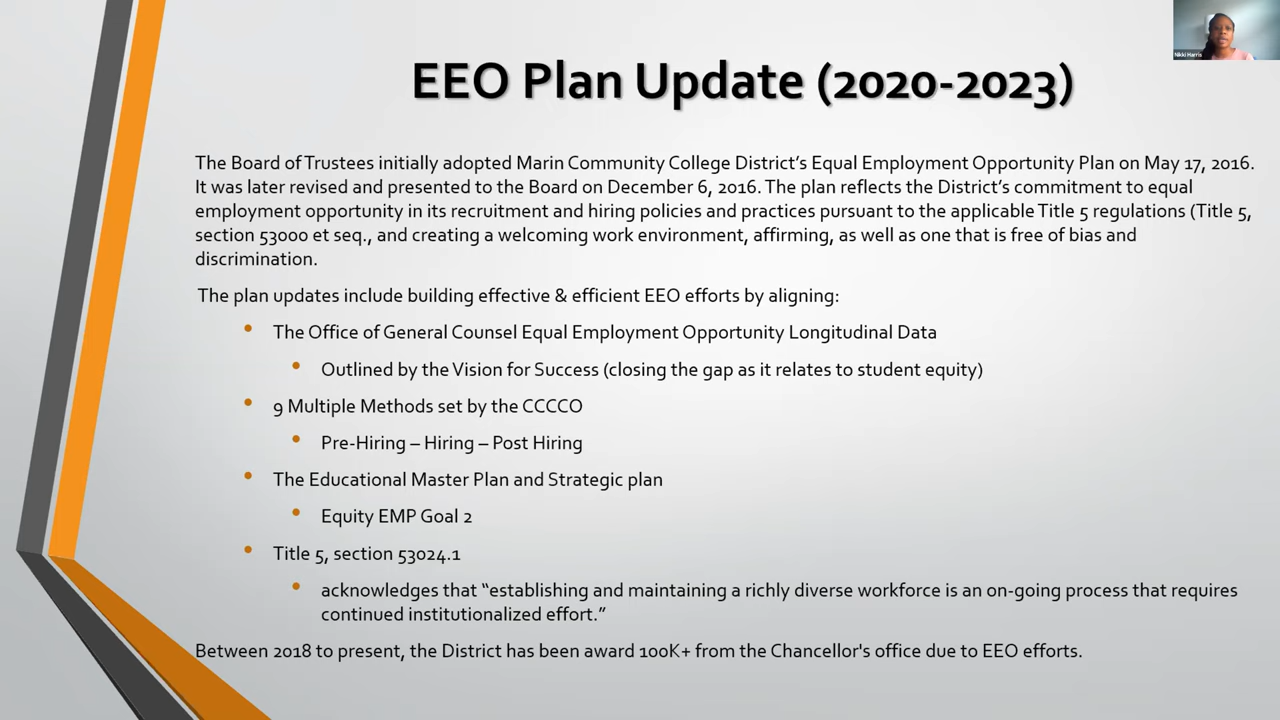 EEO Plan Update (2020-2023)
Nikki Harris
The Board of Trustees initially adopted Marin Community College District's Equal Employment Opportunity Plan on May 17, 2016.
It was later revised and presented to the Board on December 6, 2016. The plan reflects the District's commitment to equal
employment opportunity in its recruitment and hiring policies and practices pursuant to the applicable Title 5 regulations (Title 5,
section 53000 et seq., and creating a welcoming work environment, affirming, as well as one that is free of bias and
discrimination.
The plan updates include building effective & efficient EEO efforts by aligning:
• The Office of General Counsel Equal Employment Opportunity Longitudinal Data
• Outlined by the Vision for Success (closing the gap as it relates to student equity)
• 9 Multiple Methods set by the CCCCO
• Pre-Hiring – Hiring – Post Hiring
• The Educational Master Plan and Strategic plan
• Equity EMP Goal 2
• Title 5, section 53024.1
• acknowledges that “establishing and maintaining a richly diverse workforce is an on-going process that requires
continued institutionalized effort.”
Between 2018 to present, the District has been award 100K+ from the Chancellor's office due to EEO efforts.